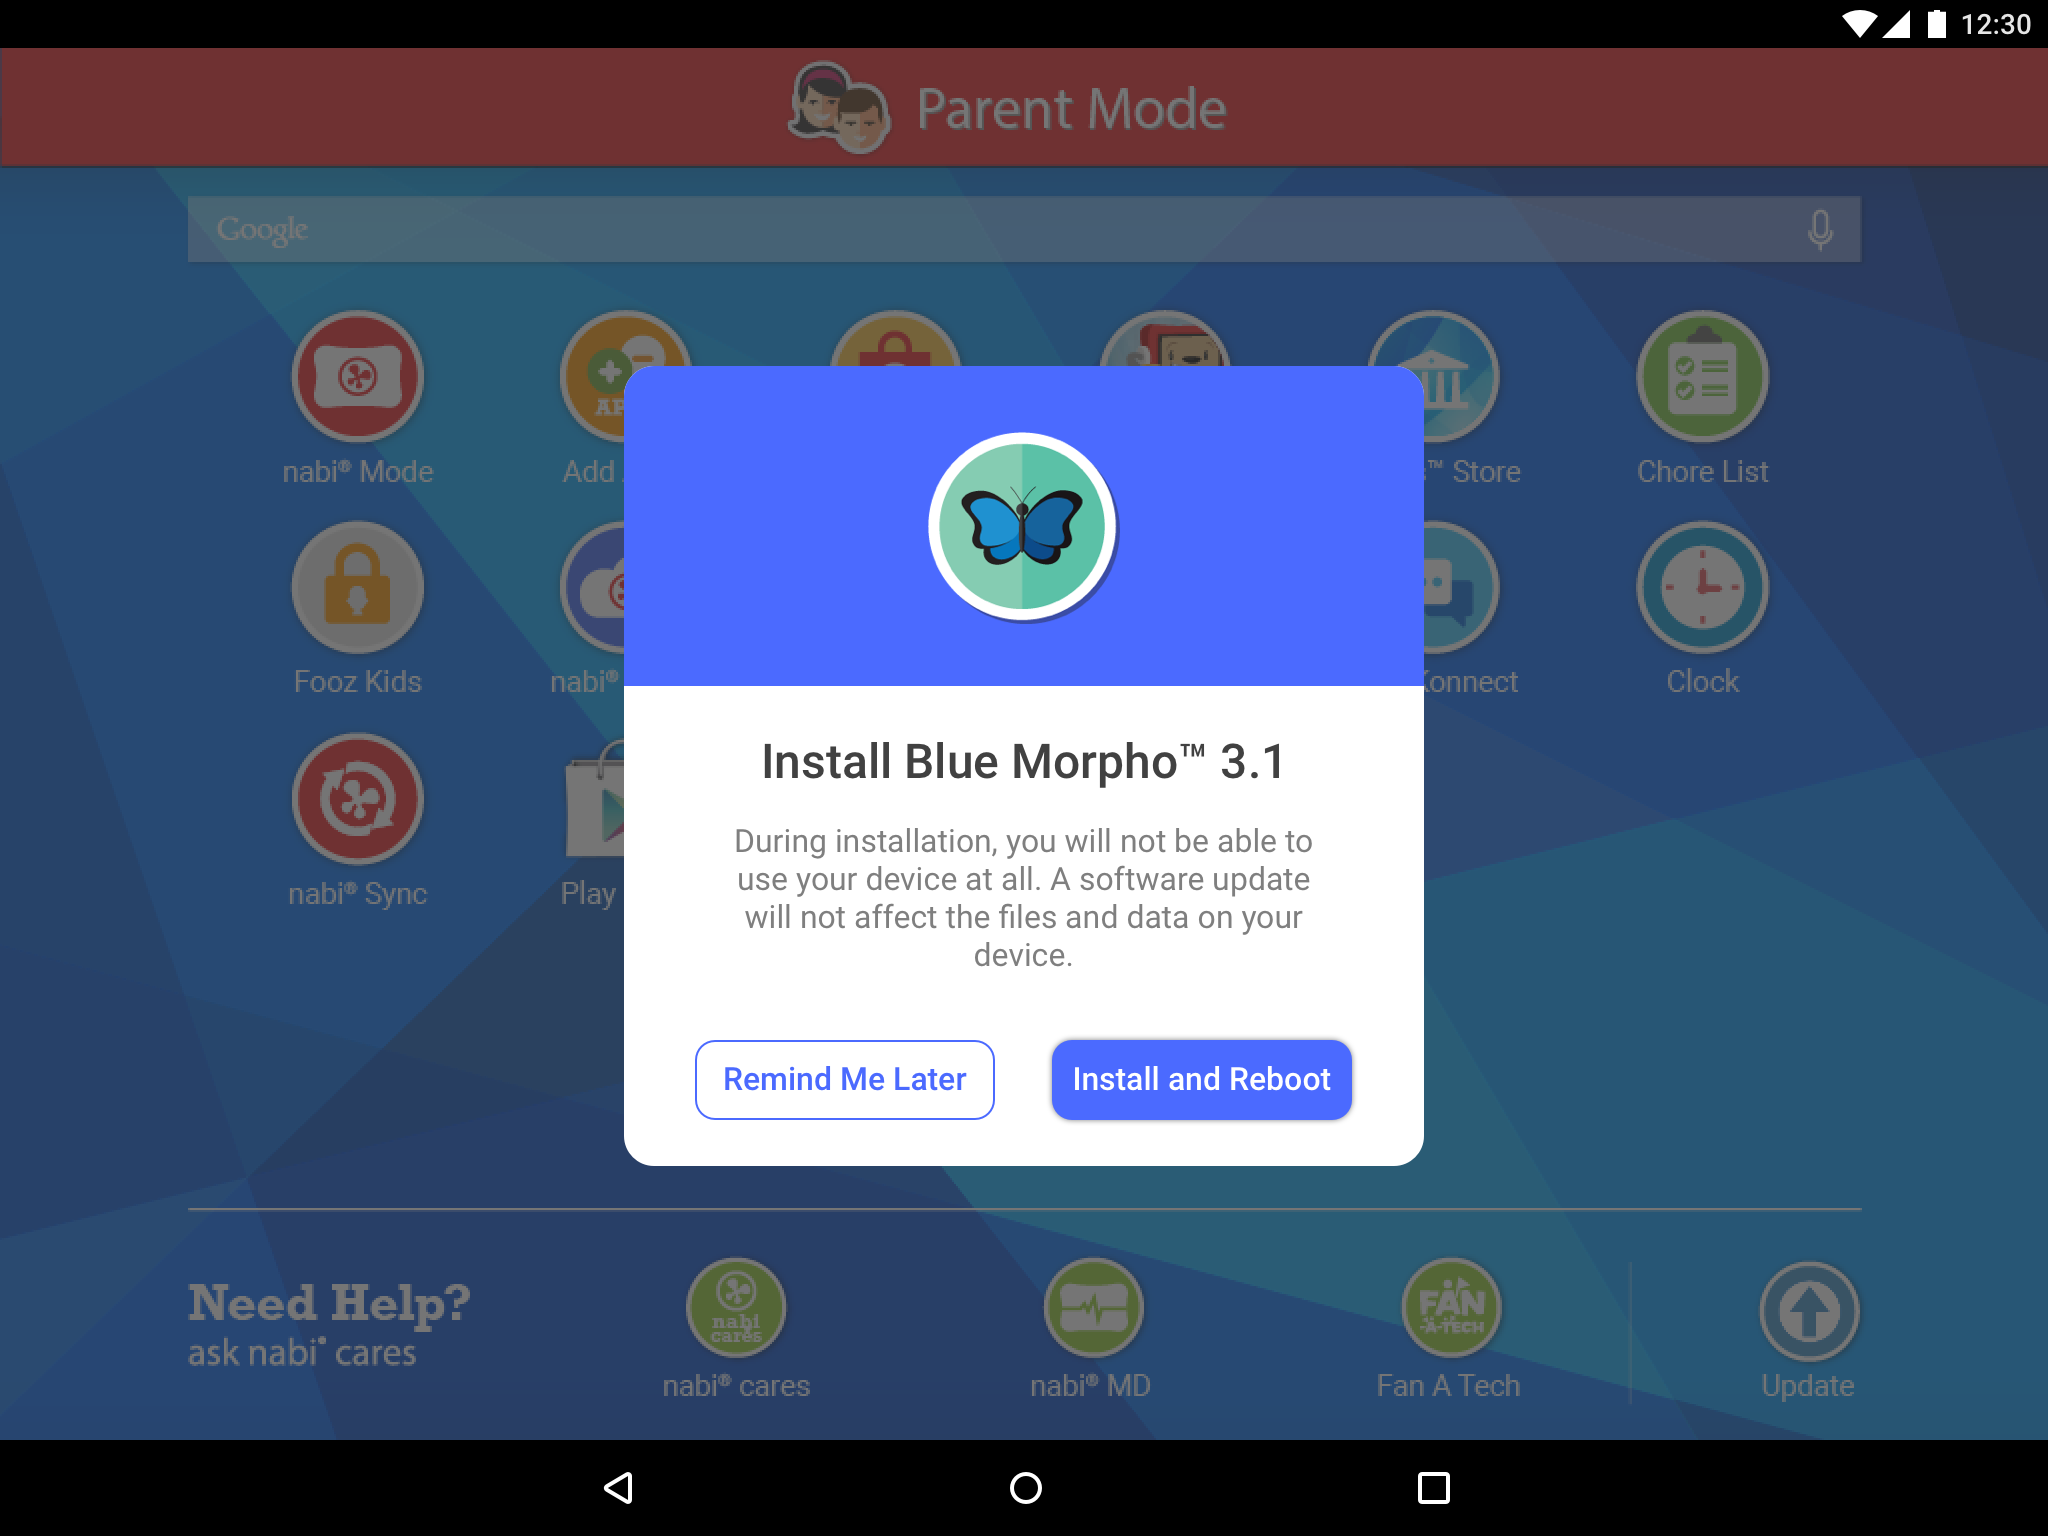 12:30
Parent Mode
Google
nabi® Mode
Add
™ Store
Chore List
Fooz Kids
nabi®
Konnect
Clock
nabi® Sync
Play
Install Blue Morpho™ 3.1
During installation, you will not be able to
use your device at all. A software update
will not affect the files and data on your
device.
Remind Me Later
Install and Reboot
Need Help?
ask nabi® cares
nabi
cares
nabi® cares
nabi® MD
FAN
-A-TECH
Fan A Tech
Update